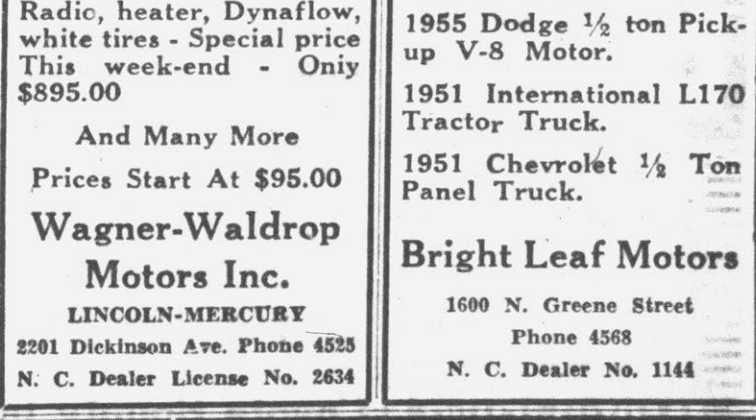 Radio, heater, Dynaflow,
white tires - Special price
This week-end - Only
$895.00
And Many More
Prices Start At $95.00
Wagner-Waldrop
Motors Inc.
LINCOLN-MERCURY
2201 Dickinson Ave. Phone 4525
N. C. Dealer License No. 2634
1955 Dodge ½ ton Pick-
up V-8 Motor.
1951 International L170
Tractor Truck.
1951 Chevrolet ½ Ton
Panel Truck.
Bright Leaf Motors
1600 N. Greene Street
Phone 4568
N. C. Dealer No. 1144